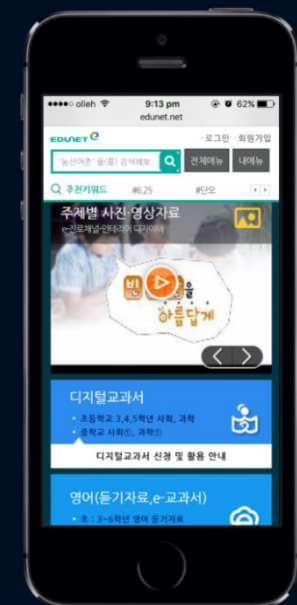 olleh 9:13 pm 62%
edunet.net
EDUNET
· 로그인 · 회원가입
'농산어촌' 을(를) 검색해보 전체메뉴 내메뉴
추천키워드 #6.25 #단오
주제별 사진·영상자료
e-진로채널-인테리어 디자이너
빈 을
아름답게
디지털교과서
• 초등학교 3,4,5학년 사회, 과학
• 중학교 사회①, 과학①
디지털교과서 신청 및 활용 안내
영어(듣기자료,e-교과서)
• 초 : 3~6학년 영어 듣기자료